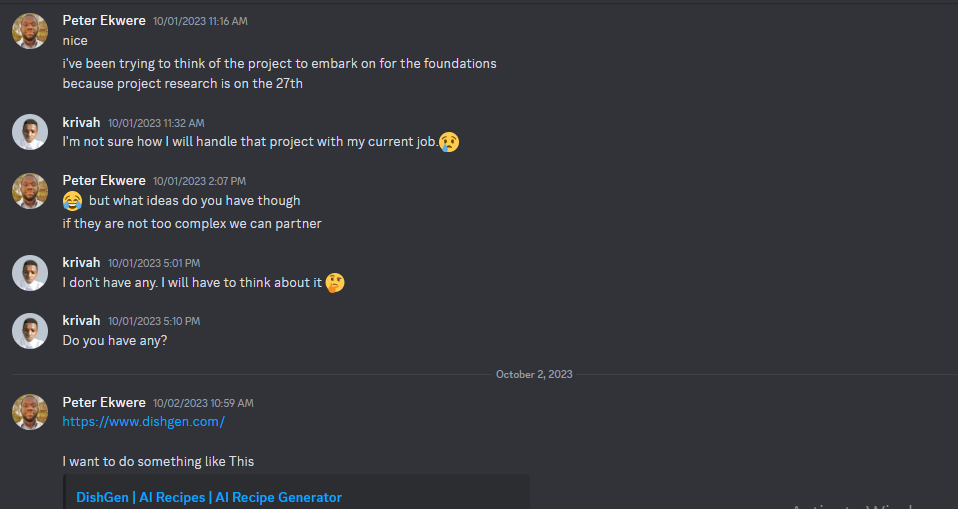 Peter Ekwere 10/01/2023 11:16 AM
nice
i've been trying to think of the project to embark on for the foundations
because project research is on the 27th
krivah 10/01/2023 11:32 AM
I'm not sure how I will handle that project with my current job.😢
Peter Ekwere 10/01/2023 2:07 PM
😂 but what ideas do you have though
if they are not too complex we can partner
krivah 10/01/2023 5:01 PM
I don't have any. I will have to think about it 🤔
krivah 10/01/2023 5:10 PM
Do you have any?
October 2, 2023
Peter Ekwere 10/02/2023 10:59 AM
https://www.dishgen.com/
I want to do something like This
DishGen | AI Recipes | AI Recipe Generator